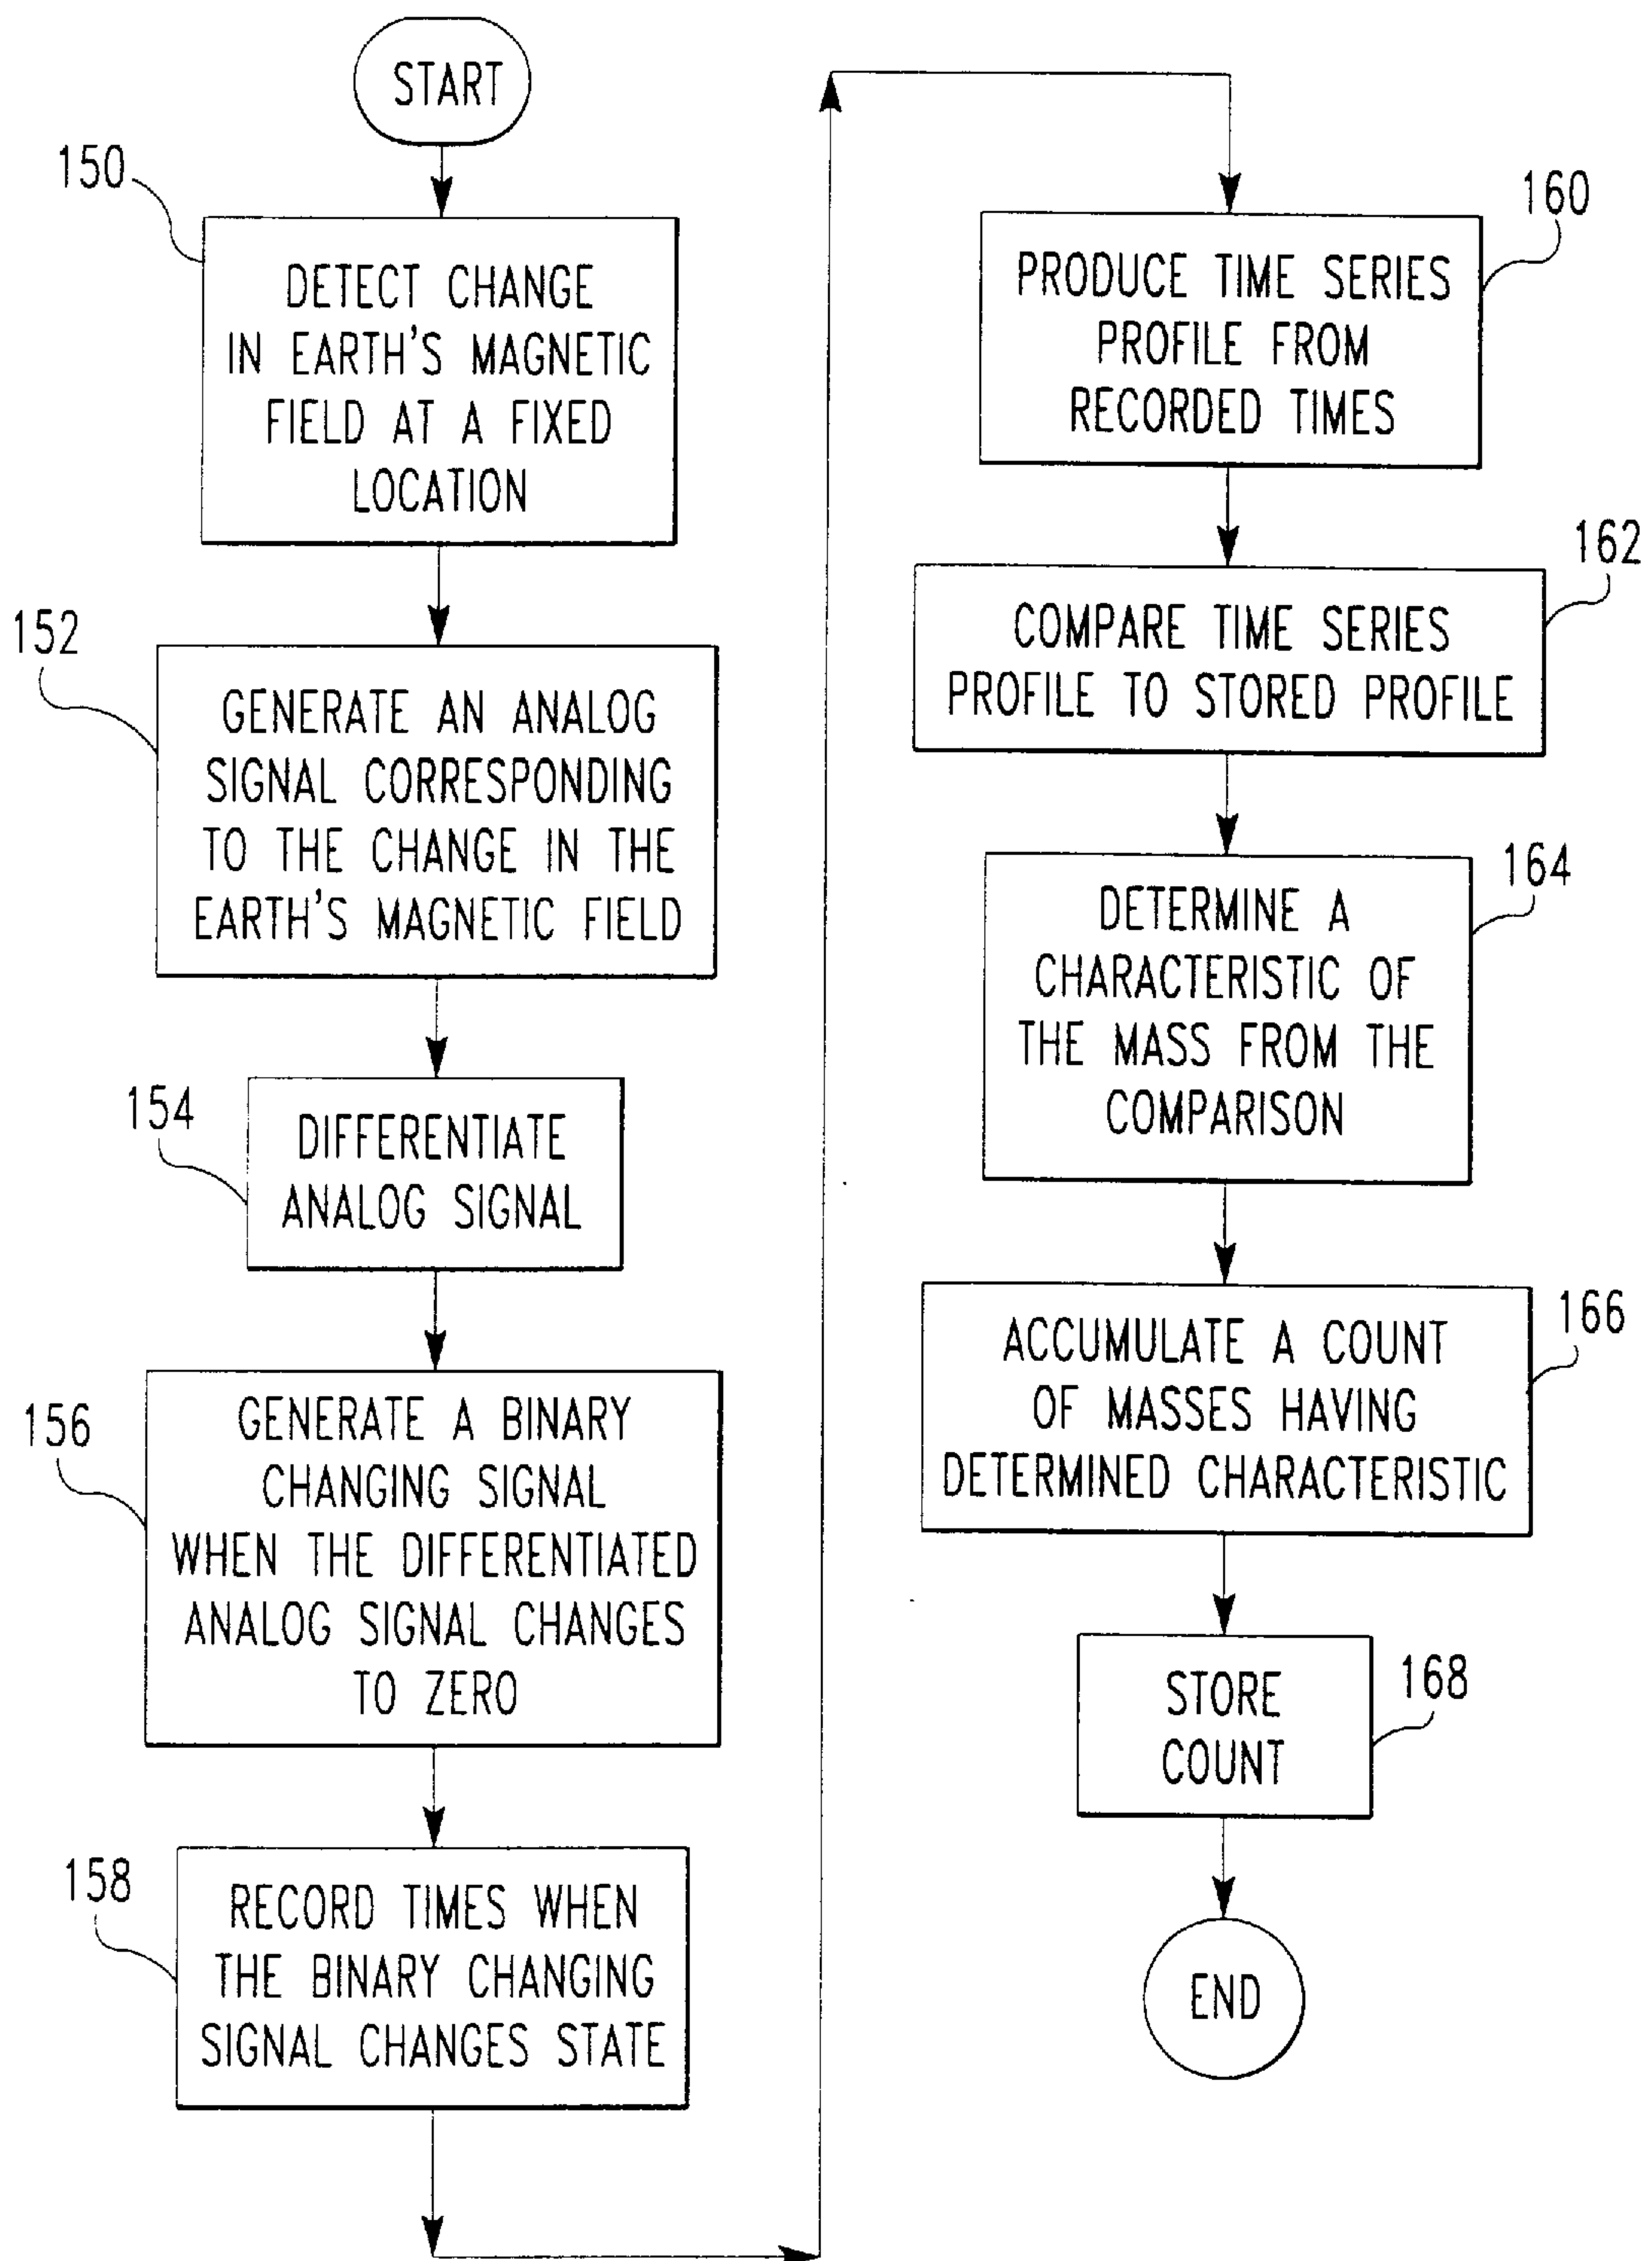 START
150
DETECT CHANGE
IN EARTH'S MAGNETIC
FIELD AT A FIXED
LOCATION
152
GENERATE AN ANALOG
SIGNAL CORRESPONDING
TO THE CHANGE IN THE
EARTH'S MAGNETIC FIELD
154
DIFFERENTIATE
ANALOG SIGNAL
156
GENERATE A BINARY
CHANGING SIGNAL
WHEN THE DIFFERENTIATED
ANALOG SIGNAL CHANGES
TO ZERO
158
RECORD TIMES WHEN
THE BINARY CHANGING
SIGNAL CHANGES STATE
160
PRODUCE TIME SERIES
PROFILE FROM
RECORDED TIMES
162
COMPARE TIME SERIES
PROFILE TO STORED PROFILE
164
DETERMINE A
CHARACTERISTIC OF
THE MASS FROM THE
COMPARISON
166
ACCUMULATE A COUNT
OF MASSES HAVING
DETERMINED CHARACTERISTIC
168
STORE
COUNT
END